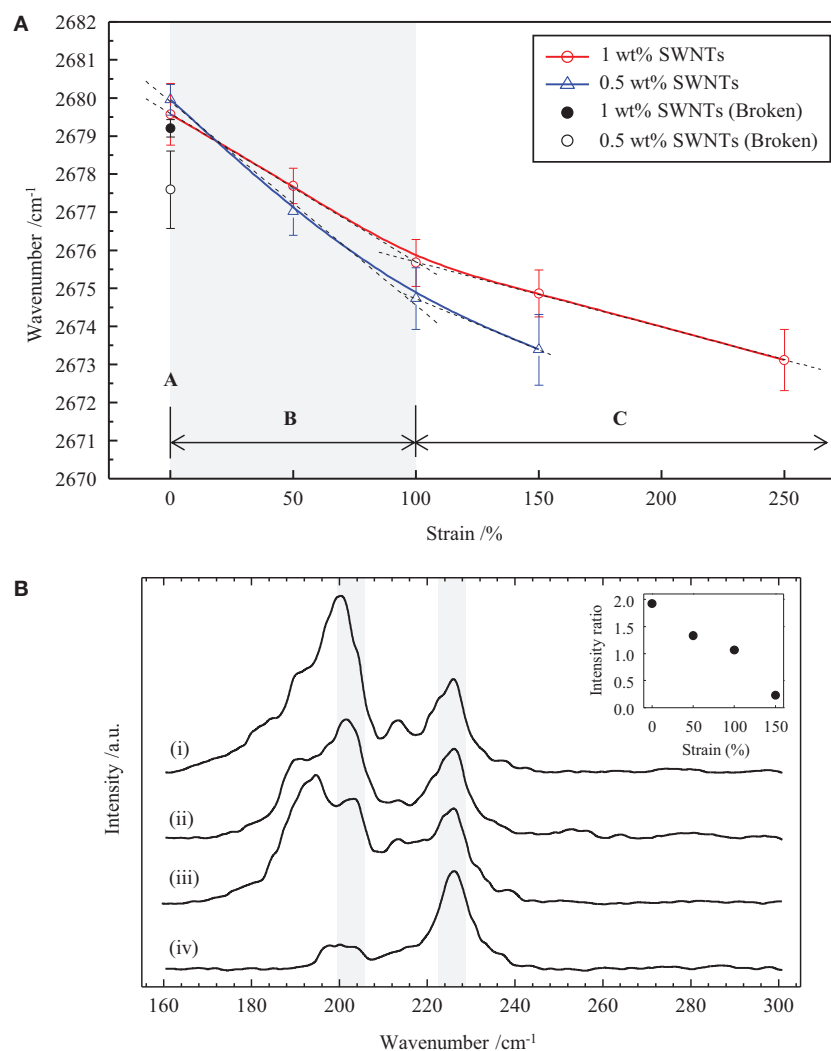 A
2682
2681
2680
2679
2678
2677
2676
2675
2674
2673
2672
2671
2670
Wavenumber /cm-1
1 wt% SWNTs
0.5 wt% SWNTs
1 wt% SWNTs (Broken)
0.5 wt% SWNTs (Broken)
A
B
C
0 50 100 150 200 250
Strain /%
B
Intensity /a.u.
(i)
(ii)
(iii)
(iv)
Intensity ratio
2.0
1.5
1.0
0.5
0.0
0 50 100 150
Strain (%)
160 180 200 220 240 260 280 300
Wavenumber /cm-1